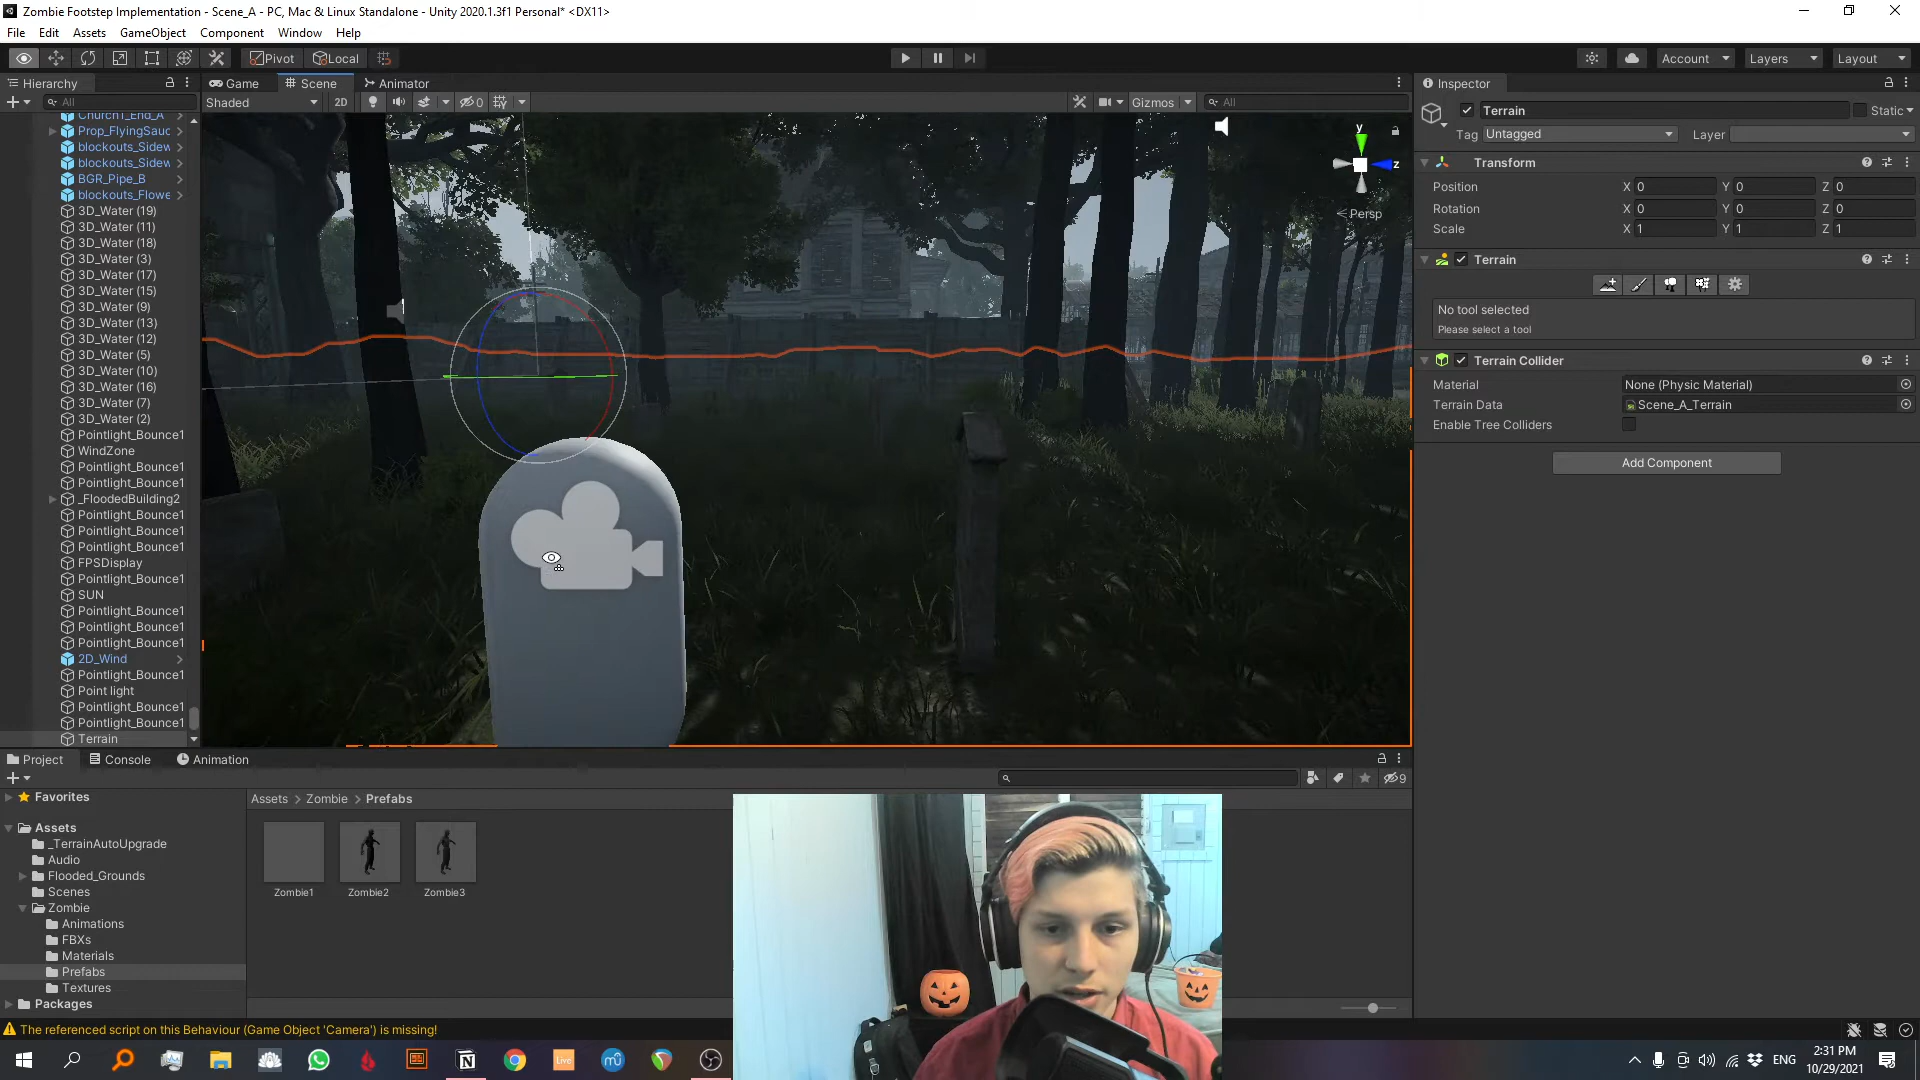 Zombie Footstep Implementation - Scene_A - PC, Mac & Linux Standalone - Unity 2020.1.3f1 Personal* <DX11>
File Edit Assets GameObject Component Window Help
Pivot Local Account Layers Layout
Hierarchy
All
Church1_End_A
Prop_FlyingSauc
blockouts_Sidew
blockouts_Sidew
BGR_Pipe_B
blockouts_Flowe
3D_Water (19)
3D_Water (11)
3D_Water (18)
3D_Water (3)
3D_Water (17)
3D_Water (15)
3D_Water (9)
3D_Water (13)
3D_Water (12)
3D_Water (5)
3D_Water (10)
3D_Water (16)
3D_Water (7)
3D_Water (2)
Pointlight_Bounce1
WindZone
Pointlight_Bounce1
Pointlight_Bounce1
_FloodedBuilding2
Pointlight_Bounce1
Pointlight_Bounce1
Pointlight_Bounce1
FPSDisplay
Pointlight_Bounce1
SUN
Pointlight_Bounce1
Pointlight_Bounce1
Pointlight_Bounce1
2D_Wind
Pointlight_Bounce1
Point light
Pointlight_Bounce1
Pointlight_Bounce1
Terrain
Game Scene Animator
Shaded 2D 0 Gizmos All
y
z
Persp
Inspector
Terrain Static
Tag Untagged Layer
Transform
Position X 0 Y 0 Z 0
Rotation X 0 Y 0 Z 0
Scale X 1 Y 1 Z 1
Terrain
No tool selected
Please select a tool
Terrain Collider
Material None (Physic Material)
Terrain Data Scene_A_Terrain
Enable Tree Colliders
Add Component
Project Console Animation
9
Favorites
Assets
_TerrainAutoUpgrade
Audio
Flooded_Grounds
Scenes
Zombie
Animations
FBXs
Materials
Prefabs
Textures
Packages
Assets > Zombie > Prefabs
Zombie1 Zombie2 Zombie3
The referenced script on this Behaviour (Game Object 'Camera') is missing!
Live
ENG
2:31 PM
10/29/2021